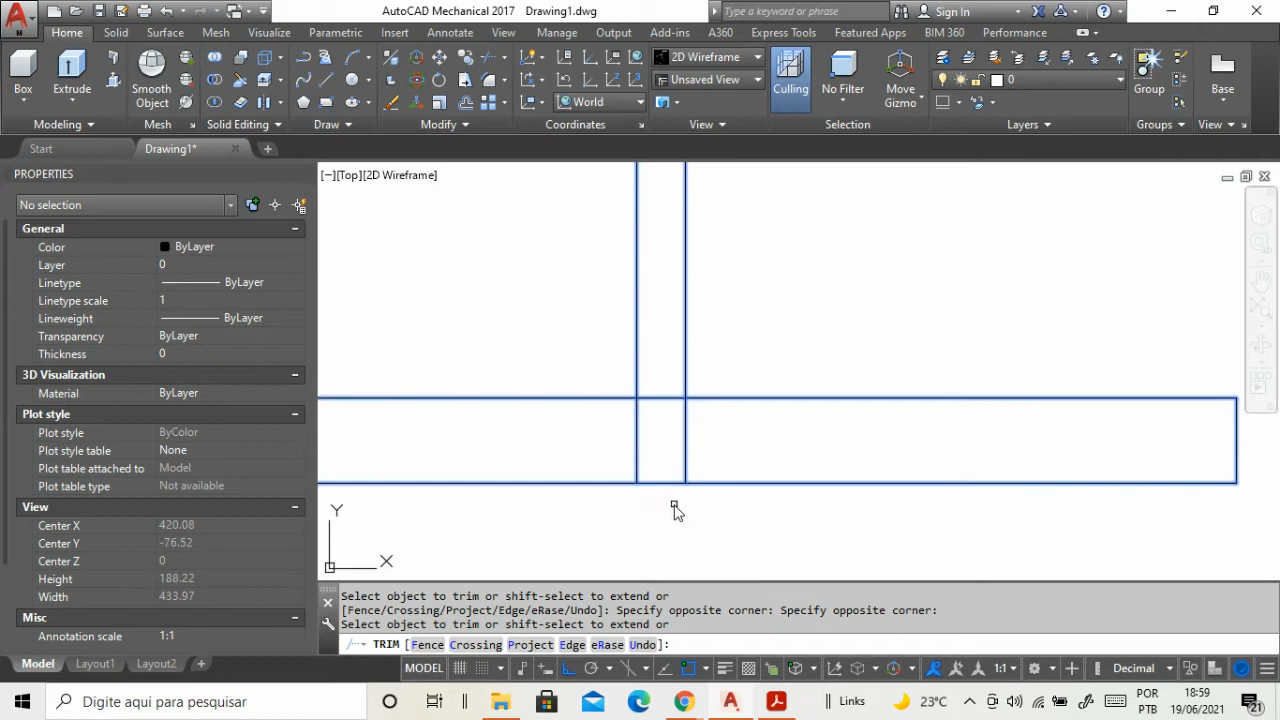 AutoCAD Mechanical 2017 Drawing1.dwg
Type a keyword or phrase
Sign In
Home Solid Surface Mesh Visualize Parametric Insert Annotate View Manage Output Add-ins A360 Express Tools Featured Apps BIM 360 Performance
Box
Extrude
Smooth
Object
World
2D Wireframe
Unsaved View
Culling
No Filter
Move
Gizmo
0
Group
Base
Modeling
Mesh
Solid Editing
Draw
Modify
Coordinates
View
Selection
Layers
Groups
View
Start
Drawing1*
PROPERTIES
No selection
General
Color ByLayer
Layer 0
Linetype ByLayer
Linetype scale 1
Lineweight ByLayer
Transparency ByLayer
Thickness 0
3D Visualization
Material ByLayer
Plot style
Plot style ByColor
Plot style table None
Plot table attached to Model
Plot table type Not available
View
Center X 420.08
Center Y -76.52
Center Z 0
Height 188.22
Width 433.97
Misc
Annotation scale 1:1
[−][Top][2D Wireframe]
Y
X
Select object to trim or shift-select to extend or
[Fence/Crossing/Project/Edge/eRase/Undo]: Specify opposite corner: Specify opposite corner:
Select object to trim or shift-select to extend or
TRIM [Fence Crossing Project Edge eRase Undo]:
Model Layout1 Layout2
MODEL
1:1
Decimal
Digite aqui para pesquisar
Links
23°C
POR
PTB
18:59
19/06/2021
21